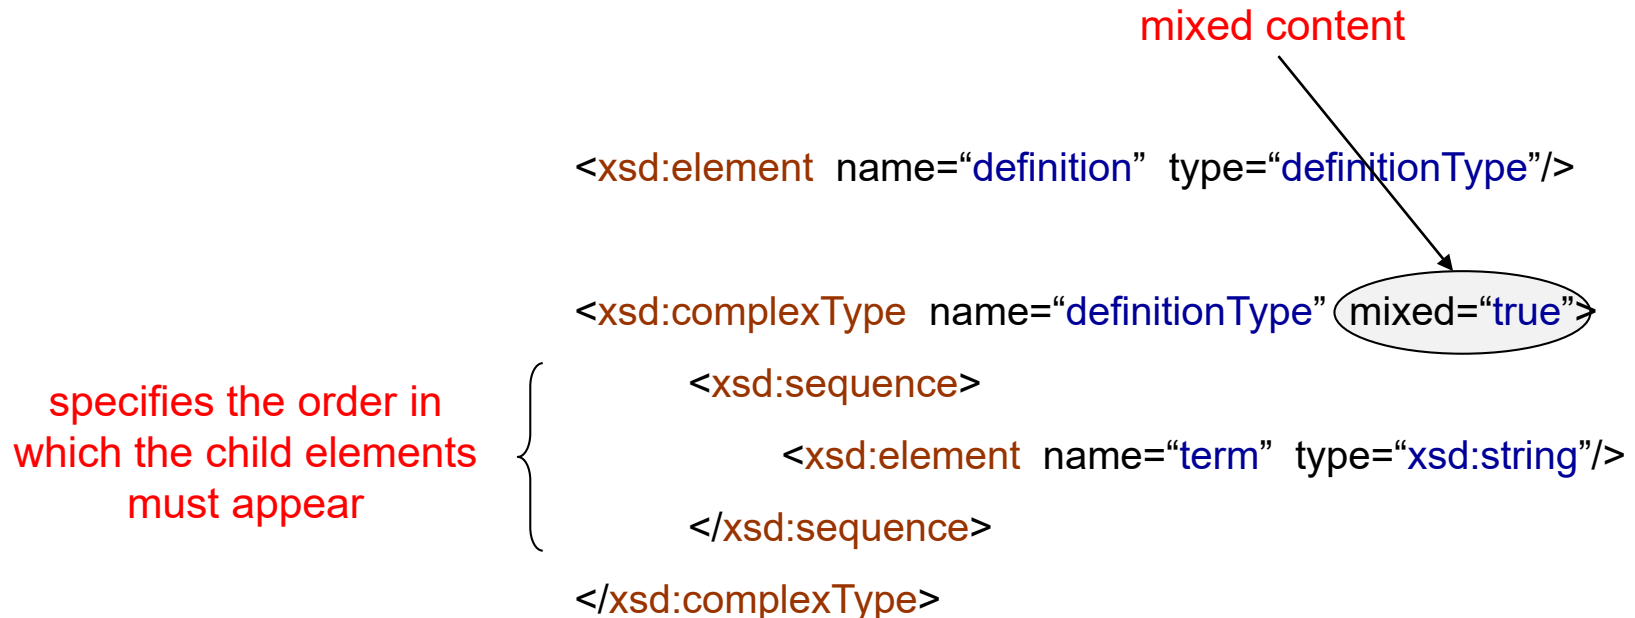 mixed content
<xsd:element name=“definition” type=“definitionType”/>
<xsd:complexType name=“definitionType” mixed=“true”>
<xsd:sequence>
<xsd:element name=“term” type=“xsd:string”/>
</xsd:sequence>
</xsd:complexType>
specifies the order in
which the child elements
must appear